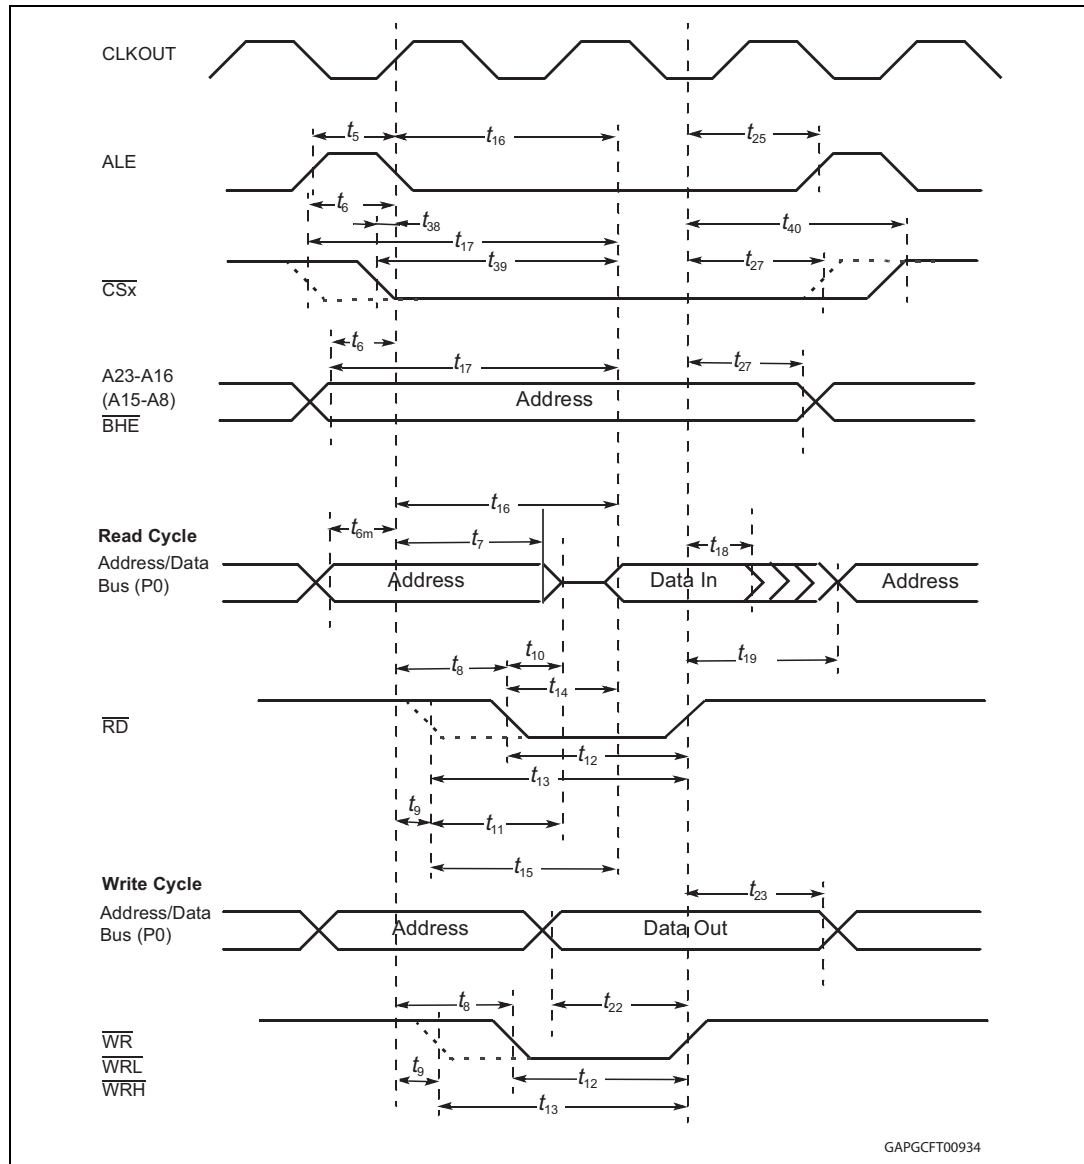 CLKOUT
t5
t16
t25
ALE
t6
t38
t40
t17
t39
t27
CSx
t6
t17
t27
A23-A16
(A15-A8)
BHE
Address
t16
t6m
t7
t18
Read Cycle
Address/Data
Bus (P0)
Address
Data In
Address
t8
t10
t19
t14
RD
t12
t13
t9
t11
t15
Write Cycle
t23
Address/Data
Bus (P0)
Address
Data Out
t8
t22
WR
WRL
WRH
t9
t12
t13
GAPGCFT00934